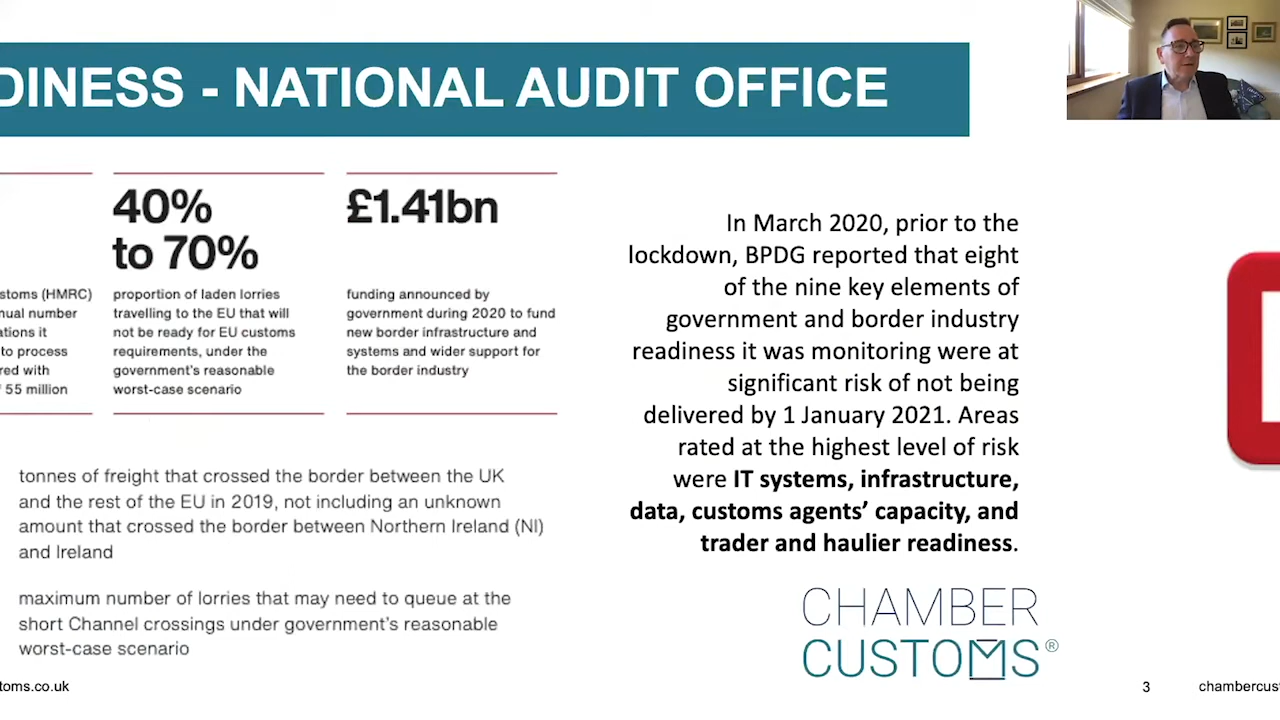 DINESS - NATIONAL AUDIT OFFICE
40%
to 70%
£1.41bn
stoms (HMRC)
nual number
ations it
to process
red with
55 million
proportion of laden lorries
travelling to the EU that will
not be ready for EU customs
requirements, under the
government's reasonable
worst-case scenario
funding announced by
government during 2020 to fund
new border infrastructure and
systems and wider support for
the border industry
In March 2020, prior to the
lockdown, BPDG reported that eight
of the nine key elements of
government and border industry
readiness it was monitoring were at
significant risk of not being
delivered by 1 January 2021. Areas
rated at the highest level of risk
were IT systems, infrastructure,
data, customs agents’ capacity, and
trader and haulier readiness.
tonnes of freight that crossed the border between the UK
and the rest of the EU in 2019, not including an unknown
amount that crossed the border between Northern Ireland (NI)
and Ireland
maximum number of lorries that may need to queue at the
short Channel crossings under government's reasonable
worst-case scenario
CHAMBER
CUSTOMS®
toms.co.uk
3
chambercus